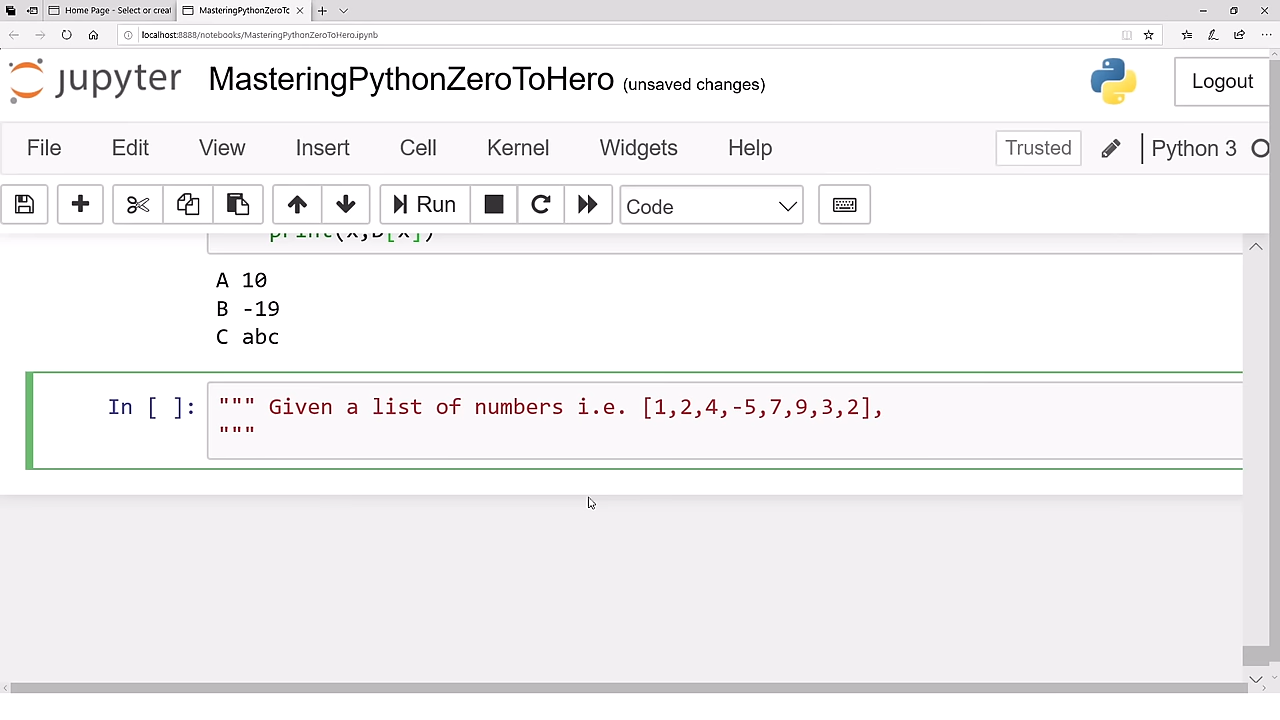 Home Page - Select or creat
MasteringPythonZeroTo
localhost:8888/notebooks/MasteringPythonZeroToHero.ipynb
jupyter MasteringPythonZeroToHero (unsaved changes) Logout
File Edit View Insert Cell Kernel Widgets Help Trusted Python 3
Run Code
print(x,D[x])
A 10
B -19
C abc
In [ ]: """ Given a list of numbers i.e. [1,2,4,-5,7,9,3,2],
"""